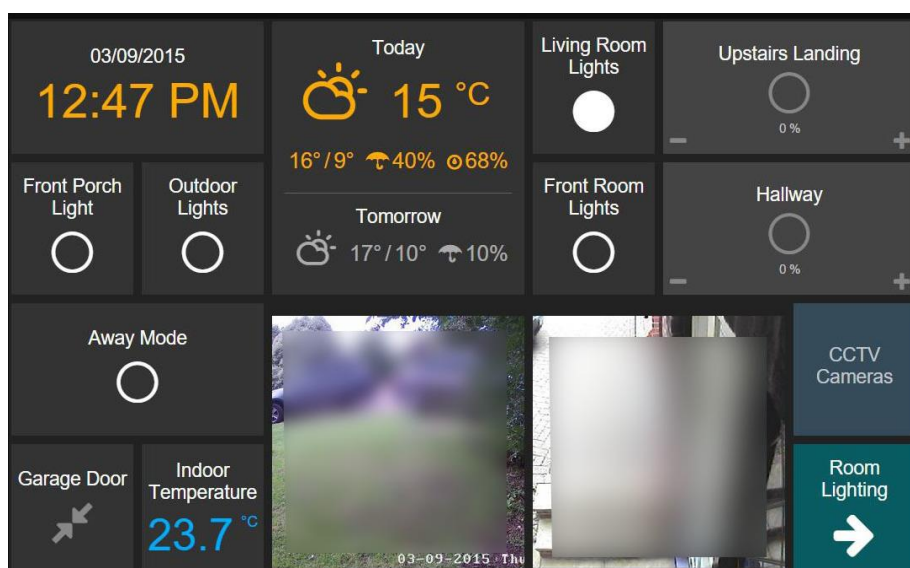 03/09/2015
12:47 PM
Today
15 °C
16°/9° 40% 68%
Tomorrow
17°/10° 10%
Living Room
Lights
Upstairs Landing
0 %
Front Porch
Light
Outdoor
Lights
Front Room
Lights
Hallway
0 %
Away Mode
CCTV
Cameras
Garage Door
Indoor
Temperature
23.7 °C
03-09-2015 Thu
Room
Lighting